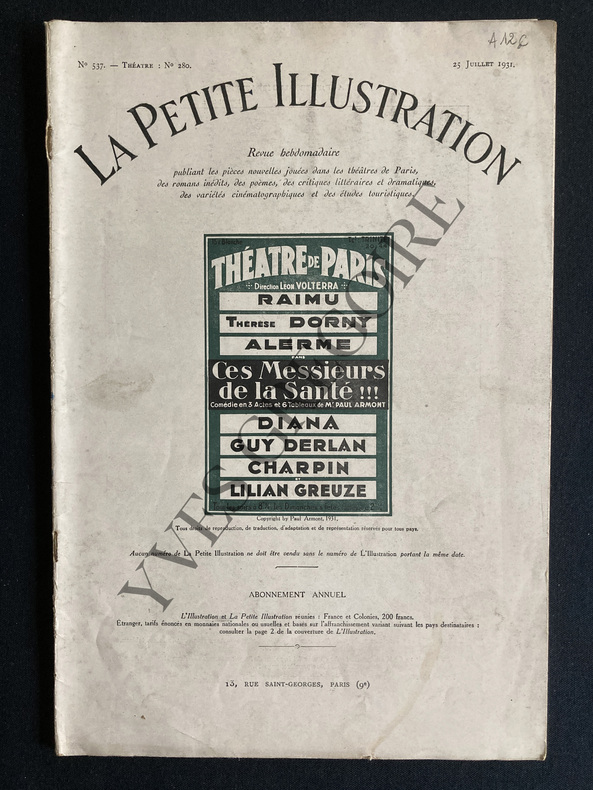 A12c
Nº 537. — THÉATRE : Nº 280.
25 JUILLET 1931.
LA PETITE ILLUSTRATION
Revue hebdomadaire
publiant les pièces nouvelles jouées dans les théâtres de Paris,
des romans inédits, des poèmes, des critiques littéraires et dramatiques,
des variétés cinématographiques et des études touristiques.
THÉATRE DE PARIS
Direction LÉON VOLTERRA
RAIMU
THERESE DORNY
ALERME
DANS
Ces Messieurs
de la Santé !!!
Comédie en 3 Actes et 6 Tableaux de Mr. PAUL ARMONT
DIANA
GUY DERLAN
CHARPIN
ET
LILIAN GREUZE
Copyright by Paul Armont, 1931.
Tous droits de reproduction, de traduction, d'adaptation et de représentation réservés pour tous pays.
Aucun numéro de La Petite Illustration ne doit être vendu sans le numéro de L'Illustration portant la même date.
ABONNEMENT ANNUEL
L'Illustration et La Petite Illustration réunies : France et Colonies, 200 francs.
Étranger, tarifs énoncés en monnaies nationales ou usuelles et basés sur l'affranchissement variant suivant les pays destinataires :
consulter la page 2 de la couverture de L'Illustration.
13, RUE SAINT-GEORGES, PARIS (9e)
YVES GRÉGOIRE